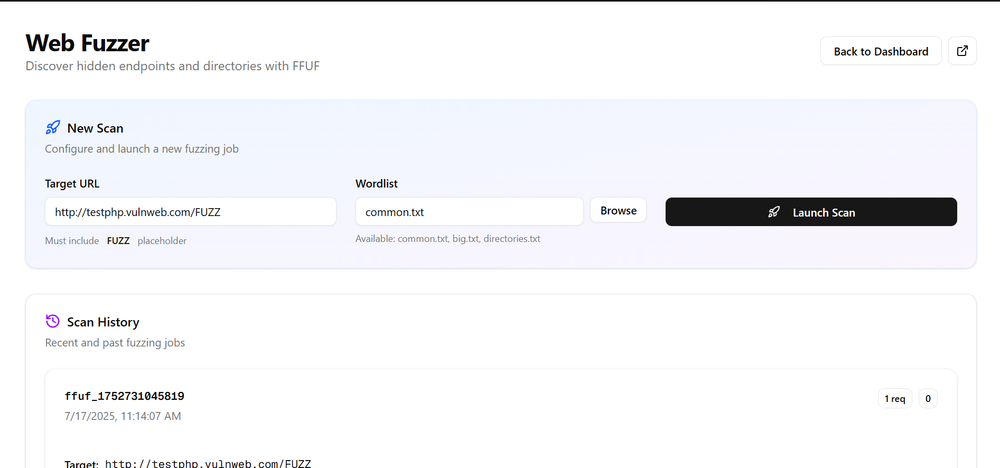 Web Fuzzer
Discover hidden endpoints and directories with FFUF
Back to Dashboard
New Scan
Configure and launch a new fuzzing job
Target URL
Wordlist
http://testphp.vulnweb.com/FUZZ
common.txt
Browse
Launch Scan
Must include FUZZ placeholder
Available: common.txt, big.txt, directories.txt
Scan History
Recent and past fuzzing jobs
ffuf_1752731045819
1 req
0
7/17/2025, 11:14:07 AM
Target: http://testphp.vulnweb.com/FUZZ